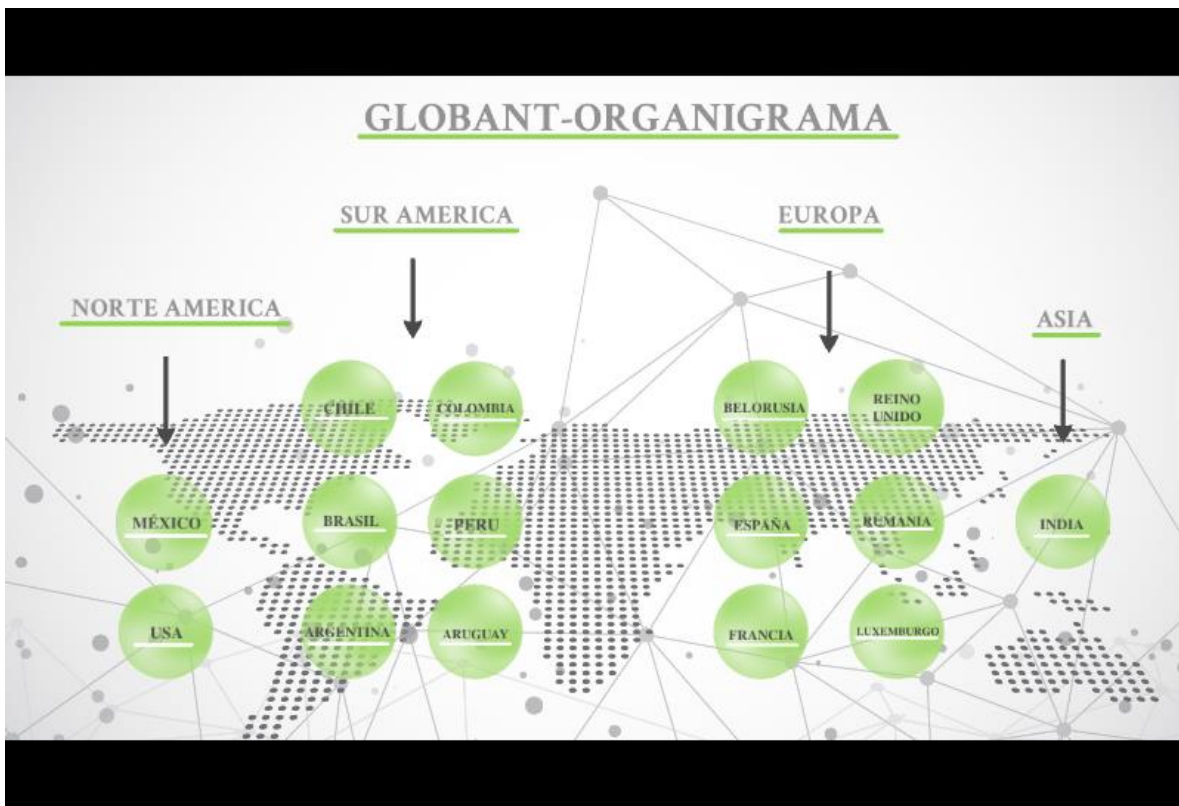 GLOBANT-ORGANIGRAMA
SUR AMERICA
EUROPA
NORTE AMERICA
ASIA
CHILE
COLOMBIA
BELORUSIA
REINO
UNIDO
MÉXICO
BRASIL
PERU
ESPAÑA
RUMANIA
INDIA
USA
ARGENTINA
ARUGUAY
FRANCIA
LUXEMBURGO